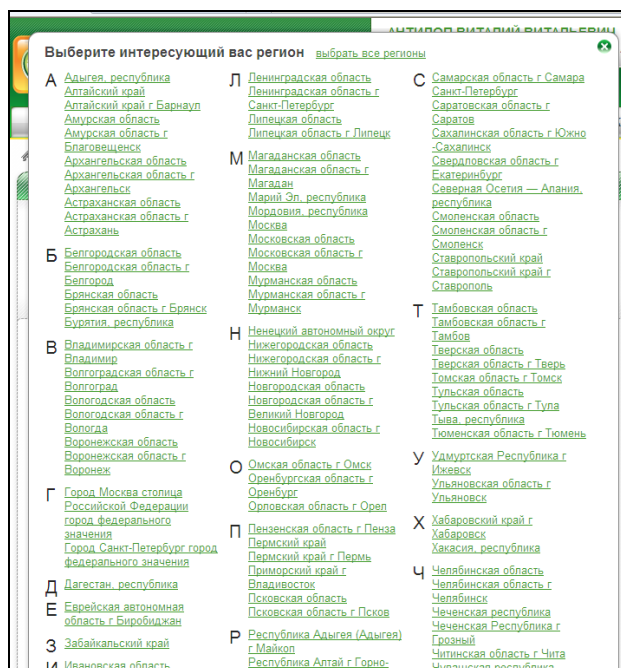 АНТИПОВ ВИТАЛИЙ ВИТАЛЬЕВИЧ
Выберите интересующий вас регион выбрать все регионы
А Адыгея, республика
Алтайский край
Алтайский край г Барнаул
Амурская область
Амурская область г
Благовещенск
Архангельская область
Архангельская область г
Архангельск
Астраханская область
Астраханская область г
Астрахань
Б Белгородская область
Белгородская область г
Белгород
Брянская область
Брянская область г Брянск
Бурятия, республика
В Владимирская область г
Владимир
Волгоградская область г
Волгоград
Вологодская область
Вологодская область г
Вологда
Воронежская область
Воронежская область г
Воронеж
Г Город Москва столица
Российской Федерации
город федерального
значения
Город Санкт-Петербург город
федерального значения
Д Дагестан, республика
Е Еврейская автономная
область г Биробиджан
З Забайкальский край
И Ивановская область
Л Ленинградская область
Ленинградская область г
Санкт-Петербург
Липецкая область
Липецкая область г Липецк
М Магаданская область
Магаданская область г
Магадан
Марий Эл, республика
Мордовия, республика
Москва
Московская область
Московская область г
Москва
Мурманская область
Мурманская область г
Мурманск
Н Ненецкий автономный округ
Нижегородская область
Нижегородская область г
Нижний Новгород
Новгородская область
Новгородская область г
Великий Новгород
Новосибирская область г
Новосибирск
О Омская область г Омск
Оренбургская область г
Оренбург
Орловская область г Орел
П Пензенская область г Пенза
Пермский край
Пермский край г Пермь
Приморский край г
Владивосток
Псковская область
Псковская область г Псков
Р Республика Адыгея (Адыгея)
г Майкоп
Республика Алтай г Горно-
С Самарская область г Самара
Санкт-Петербург
Саратовская область г
Саратов
Сахалинская область г Южно
-Сахалинск
Свердловская область г
Екатеринбург
Северная Осетия — Алания,
республика
Смоленская область
Смоленская область г
Смоленск
Ставропольский край
Ставропольский край г
Ставрополь
Т Тамбовская область
Тамбовская область г
Тамбов
Тверская область
Тверская область г Тверь
Томская область г Томск
Тульская область
Тульская область г Тула
Тыва, республика
Тюменская область г Тюмень
У Удмуртская Республика г
Ижевск
Ульяновская область г
Ульяновск
Х Хабаровский край г
Хабаровск
Хакасия, республика
Ч Челябинская область
Челябинская область г
Челябинск
Чеченская республика
Чеченская Республика г
Грозный
Читинская область г Чита
Чувашская республика